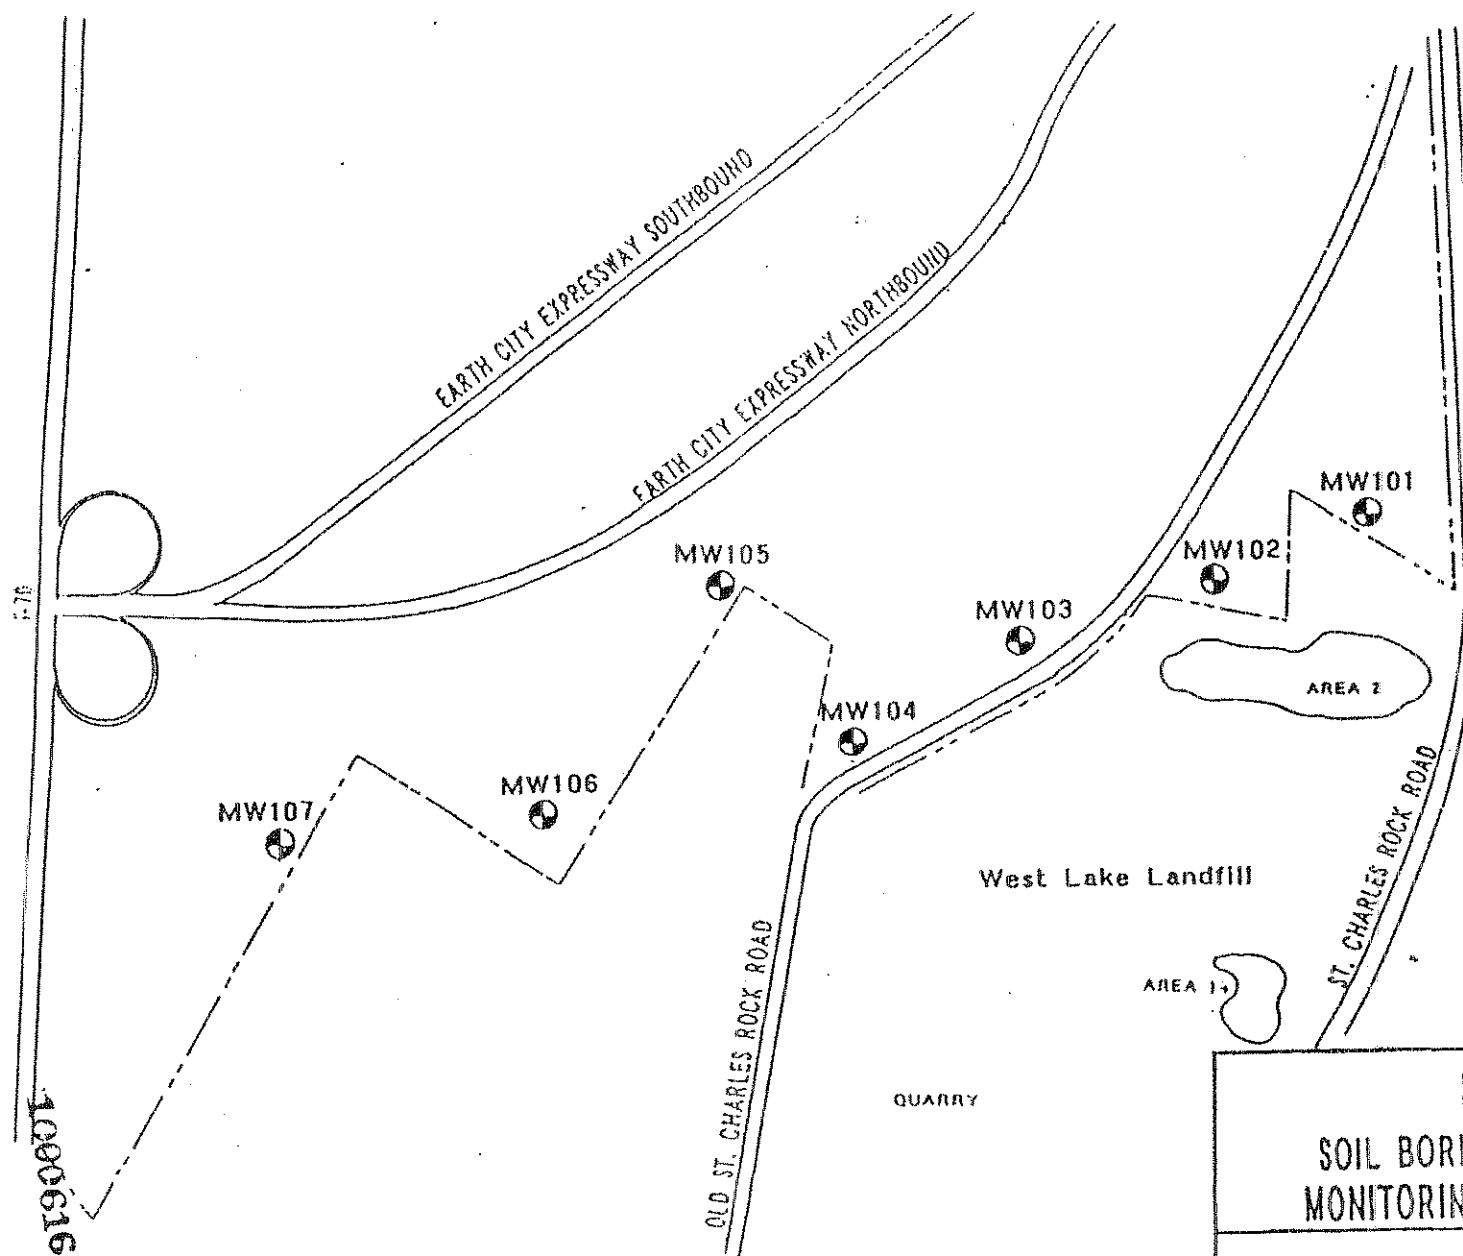 EARTH CITY EXPRESSWAY SOUTHBOUND
EARTH CITY EXPRESSWAY NORTHBOUND
MW101
MW102
MW105
I-70
MW103
AREA 2
MW104
MW106
MW107
ST. CHARLES ROCK ROAD
West Lake Landfill
AREA 1
OLD ST. CHARLES ROCK ROAD
QUARRY
1000616
SOIL BORI
MONITORIN